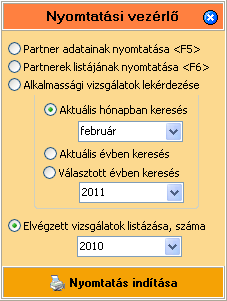 Nyomtatási vezérlő
Partner adatainak nyomtatása <F5>
Partnerek listájának nyomtatása <F6>
Alkalmassági vizsgálatok lekérdezése
Aktuális hónapban keresés
február
Aktuális évben keresés
Választott évben keresés
2011
Elvégzett vizsgálatok listázása, száma
2010
Nyomtatás indítása